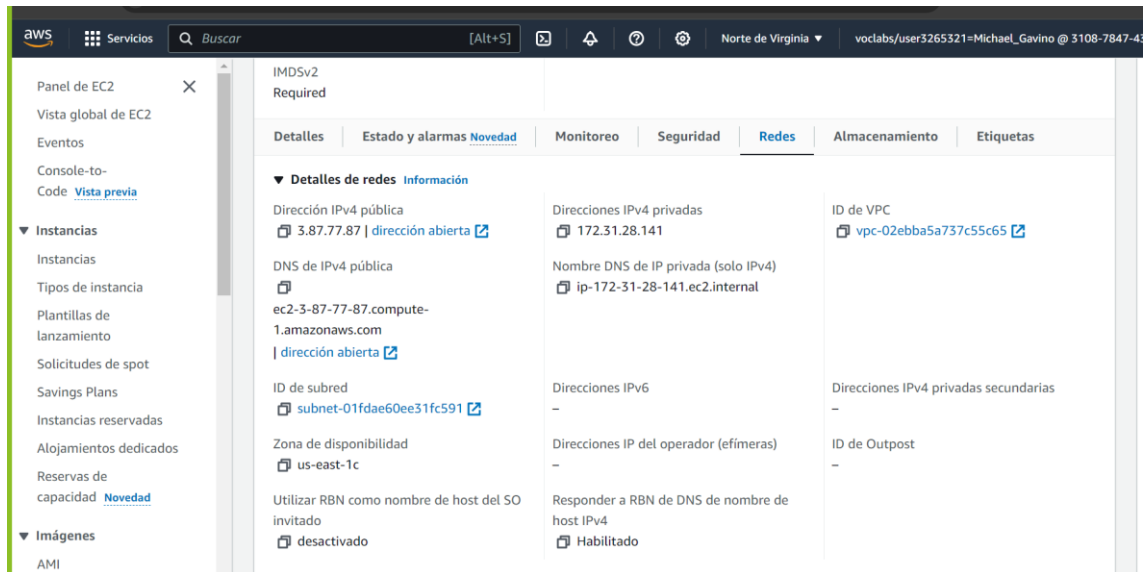 aws
Servicios
Buscar
[Alt+S]
Norte de Virginia
voclabs/user3265321=Michael_Gavino @ 3108-7847-43
Panel de EC2
Vista global de EC2
Eventos
Console-to-
Code Vista previa
Instancias
Instancias
Tipos de instancia
Plantillas de
lanzamiento
Solicitudes de spot
Savings Plans
Instancias reservadas
Alojamientos dedicados
Reservas de
capacidad Novedad
Imágenes
AMI
IMDSv2
Required
Detalles
Estado y alarmas Novedad
Monitoreo
Seguridad
Redes
Almacenamiento
Etiquetas
Detalles de redes Información
Dirección IPv4 pública
3.87.77.87 | dirección abierta
Direcciones IPv4 privadas
172.31.28.141
ID de VPC
vpc-02ebba5a737c55c65
DNS de IPv4 pública
ec2-3-87-77-87.compute-
1.amazonaws.com
| dirección abierta
Nombre DNS de IP privada (solo IPv4)
ip-172-31-28-141.ec2.internal
ID de subred
subnet-01fdae60ee31fc591
Direcciones IPv6
–
Direcciones IPv4 privadas secundarias
–
Zona de disponibilidad
us-east-1c
Direcciones IP del operador (efímeras)
–
ID de Outpost
–
Utilizar RBN como nombre de host del SO
invitado
desactivado
Responder a RBN de DNS de nombre de
host IPv4
Habilitado